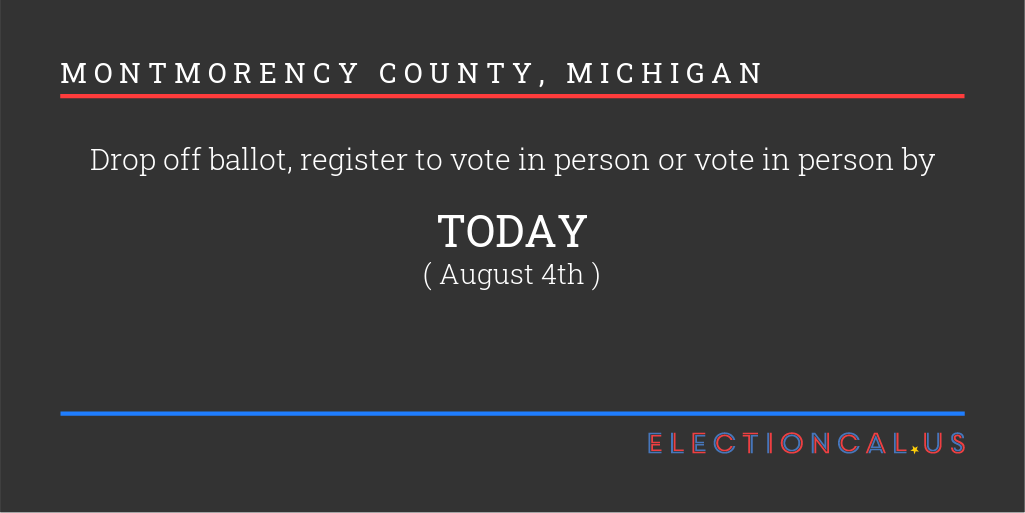 MONTMORENCY COUNTY, MICHIGAN
Drop off ballot, register to vote in person or vote in person by
TODAY
( August 4th )
ELECTIONCAL.US